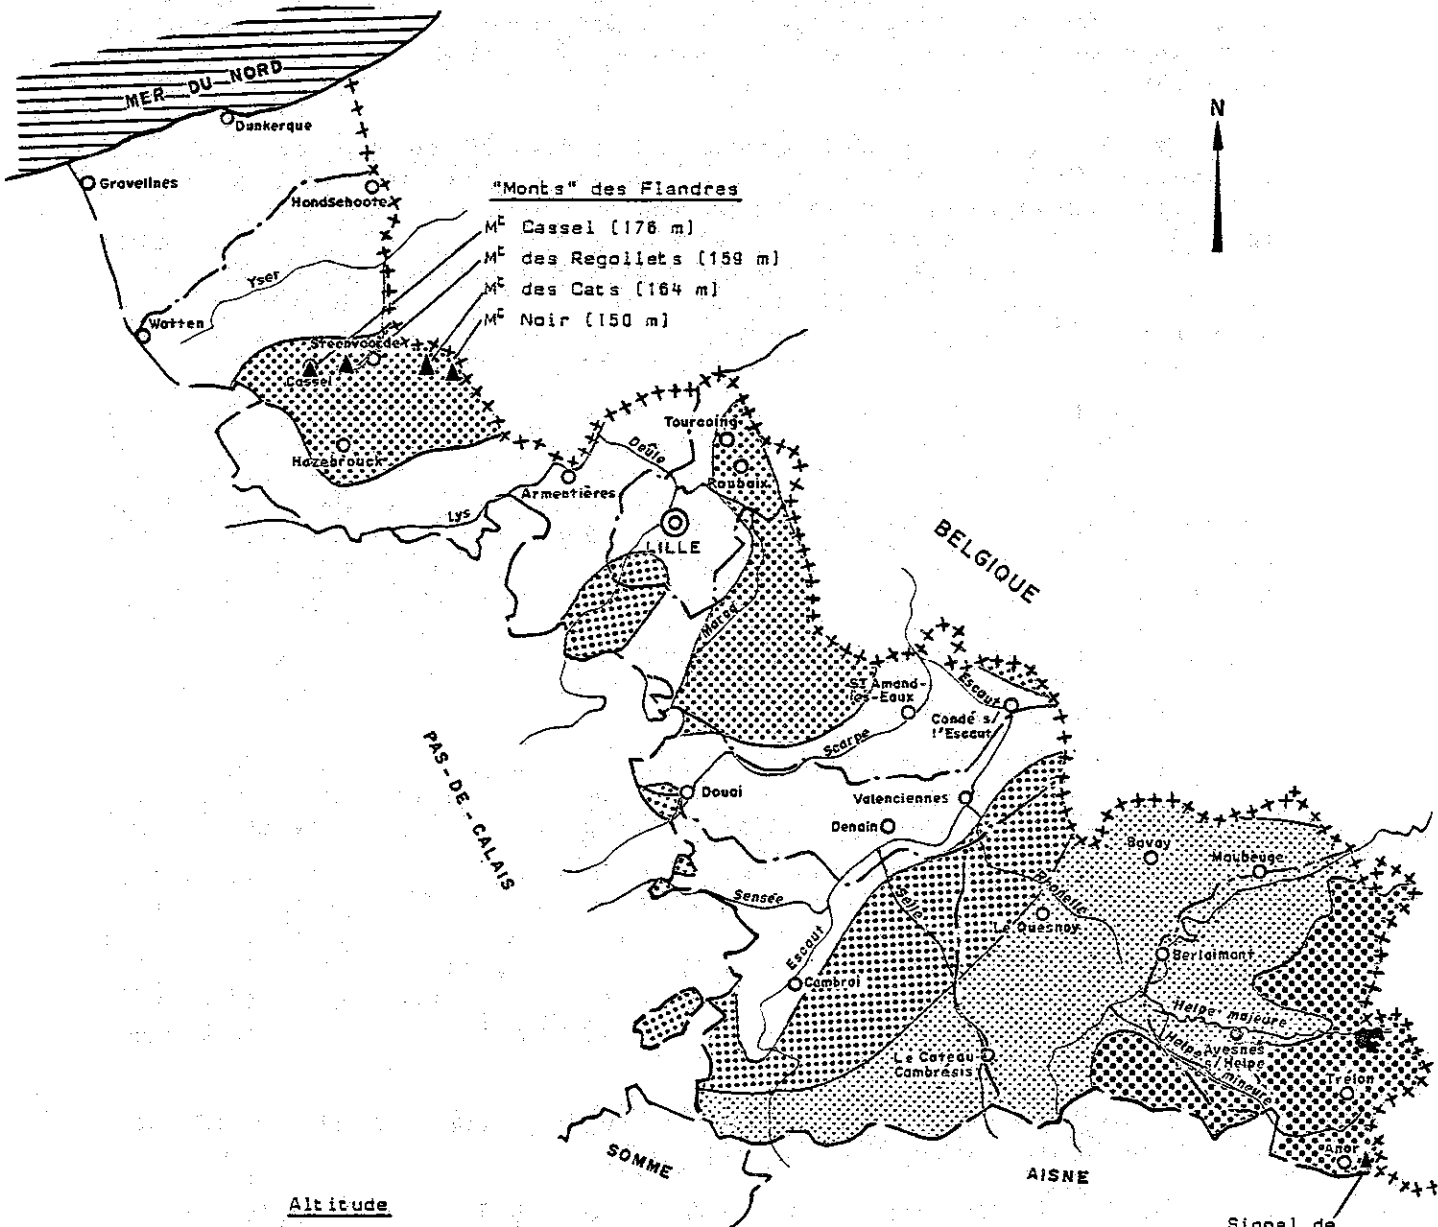 MER DU NORD
N
Dunkerque
Gravelines
Hondschoote
"Monts" des Flandres
Mt Cassel (176 m)
Mt des Regollets (159 m)
Mt des Cats (164 m)
Mt Noir (150 m)
Yser
Watten
Steenvoorde
Cassel
Hazebrouck
Tourcoing
Deûle
Roubaix
Armentières
Lys
LILLE
BELGIQUE
Marcq
St Amand-
les-Eaux
Escaut
Condé s/
l'Escaut
Scarpe
PAS-DE-CALAIS
Douai
Valenciennes
Denain
Bavay
Maubeuge
Sensée
Selle
Rhonelle
Le Quesnoy
Escaut
Berlaimont
Cambrai
Helpe majeure
Le Cateau
Cambrésis
Avesnes
s/Helpe
Helpe mineure
Trélon
SOMME
AISNE
Anor
Altitude
Signal de